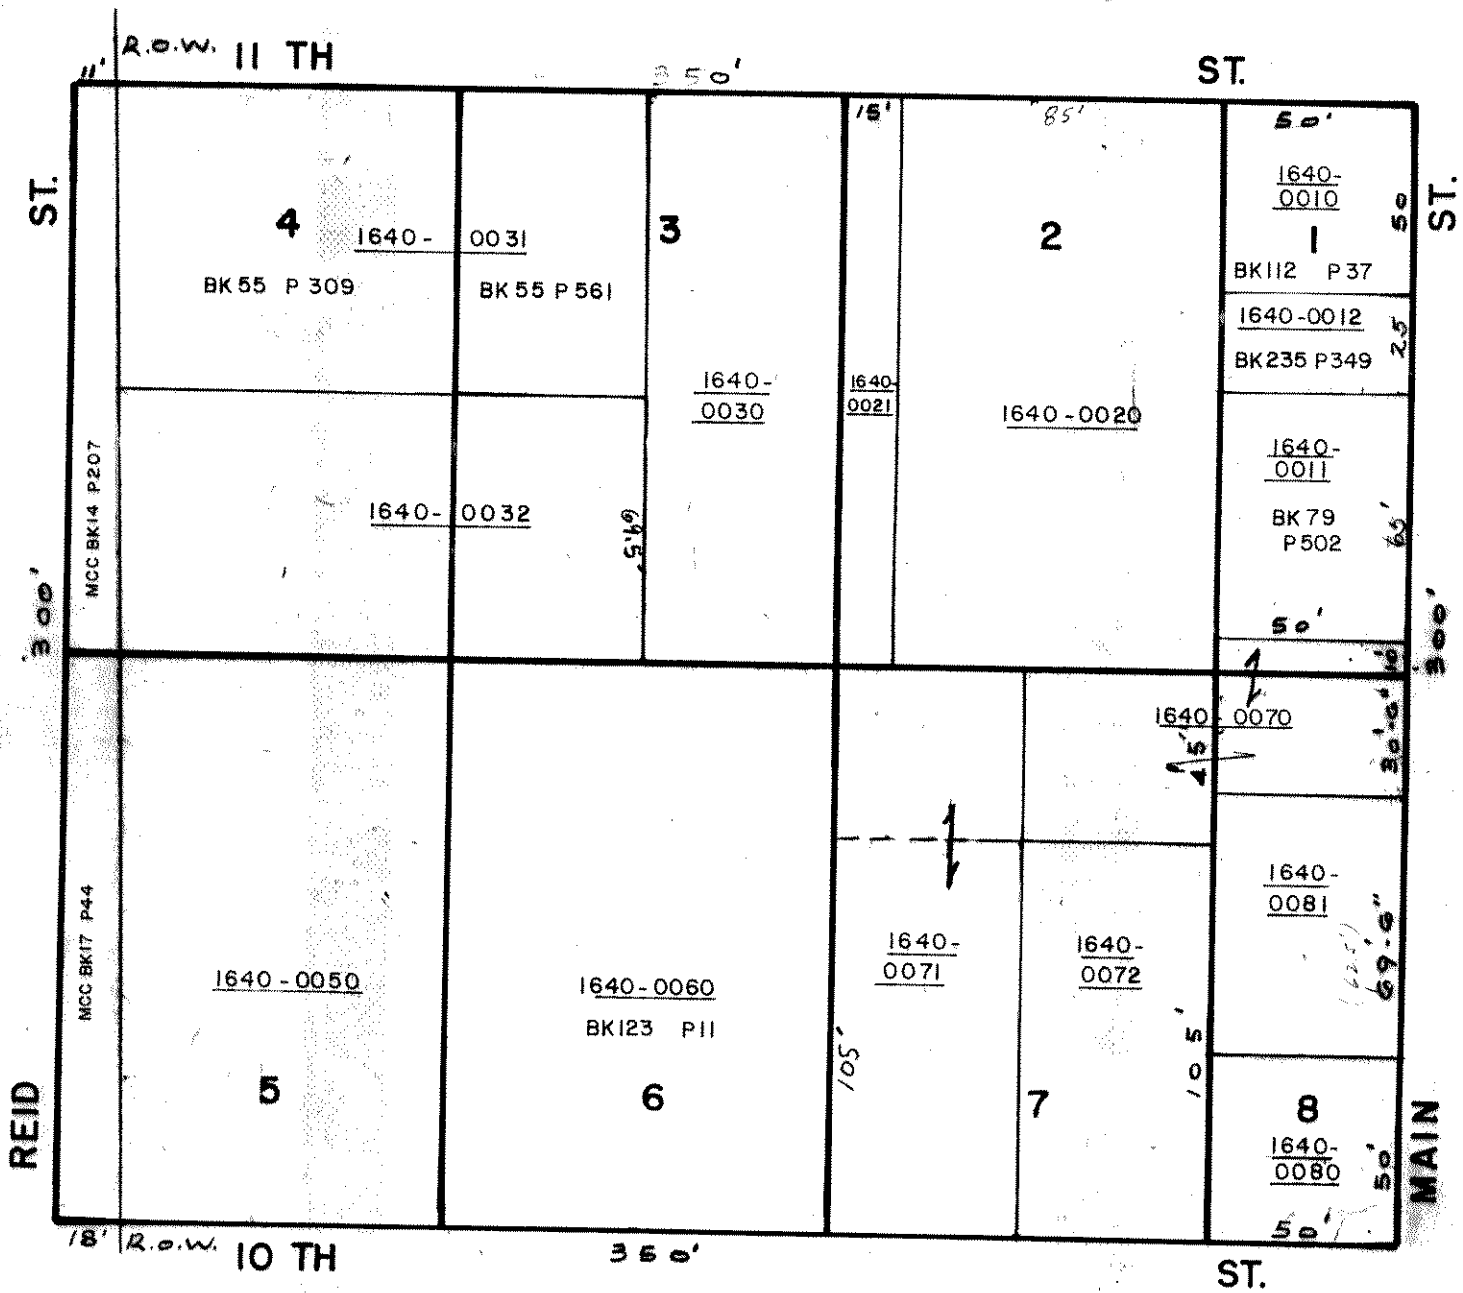 R.O.W. 11 TH 350' ST.
11'
15' 85' 50'
ST. ST.
1640-
0010
50
4 3 2 1
1640- 0031
BK55 P 309 BK55 P561
BK112 P37
1640-0012
25
BK235 P349
1640-
0030
1640-
0021
1640-0020
1640-
0011
BK79
P502
65'
MCC BK14 P207
1640- 0032
69.5'
300' 50' 300'
10'
1640- 0070
45'
30'-6"
1640-
0081
69'-6"
(62.5')
MCC BK17 P44
1640-0050
1640-0060
BK123 P11
1640-
0071
1640-
0072
105' 105'
5 6 7 8
1640-
0080
50'
REID MAIN
50'
18' R.O.W. 10 TH 350' ST.